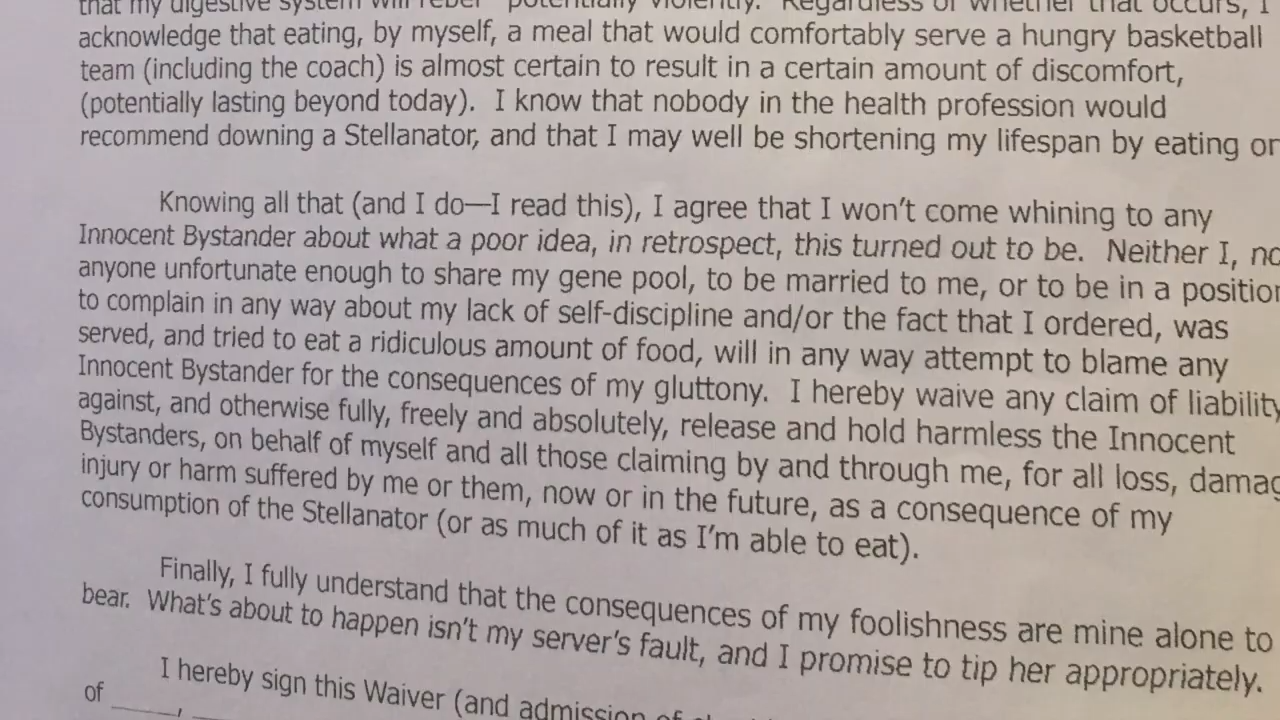 that my digestive system will rebel potentially violently. Regardless of whether that occurs, I
acknowledge that eating, by myself, a meal that would comfortably serve a hungry basketball
team (including the coach) is almost certain to result in a certain amount of discomfort,
(potentially lasting beyond today). I know that nobody in the health profession would
recommend downing a Stellanator, and that I may well be shortening my lifespan by eating
Knowing all that (and I do—I read this), I agree that I won't come whining to any
Innocent Bystander about what a poor idea, in retrospect, this turned out to be. Neither I,
anyone unfortunate enough to share my gene pool, to be married to me, or to be in a position
to complain in any way about my lack of self-discipline and/or the fact that I ordered, was
served, and tried to eat a ridiculous amount of food, will in any way attempt to blame any
Innocent Bystander for the consequences of my gluttony. I hereby waive any claim of liability
against, and otherwise fully, freely and absolutely, release and hold harmless the Innocent
Bystanders, on behalf of myself and all those claiming by and through me, for all loss,
injury or harm suffered by me or them, now or in the future, as a consequence of my
consumption of the Stellanator (or as much of it as I'm able to eat).
Finally, I fully understand that the consequences of my foolishness are mine alone to
bear. What's about to happen isn't my server's fault, and I promise to tip her appropriately.
I hereby sign this Waiver (and admission of
of